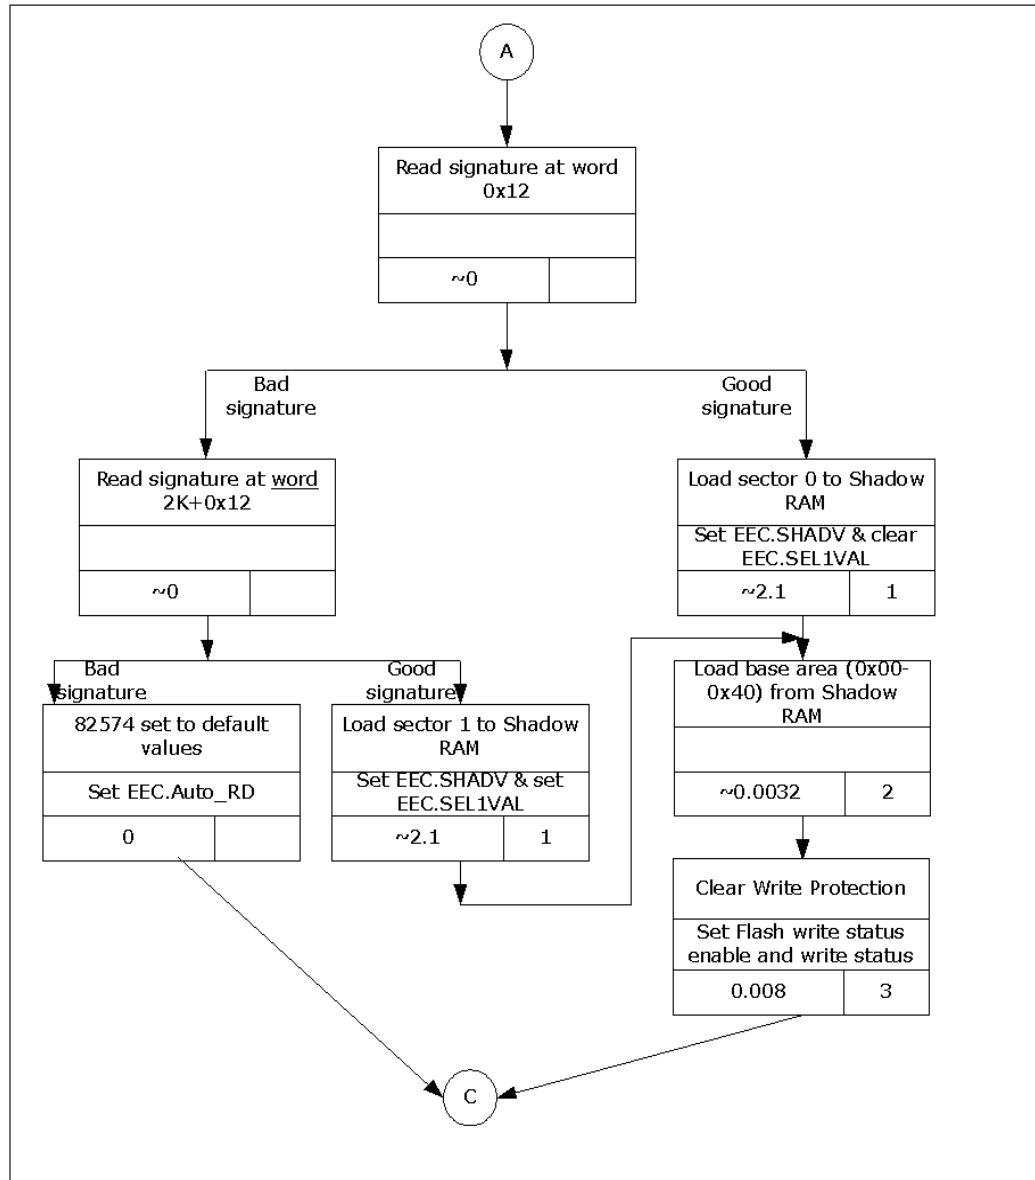 A
Read signature at word
0x12
~0
Bad
signature
Good
signature
Read signature at word
2K+0x12
~0
Load sector 0 to Shadow
RAM
Set EEC.SHADV & clear
EEC.SEL1VAL
~2.1
1
Bad
signature
Good
signature
82574 set to default
values
Set EEC.Auto_RD
0
Load sector 1 to Shadow
RAM
Set EEC.SHADV & set
EEC.SEL1VAL
~2.1
1
Load base area (0x00-
0x40) from Shadow
RAM
~0.0032
2
Clear Write Protection
Set Flash write status
enable and write status
0.008
3
C